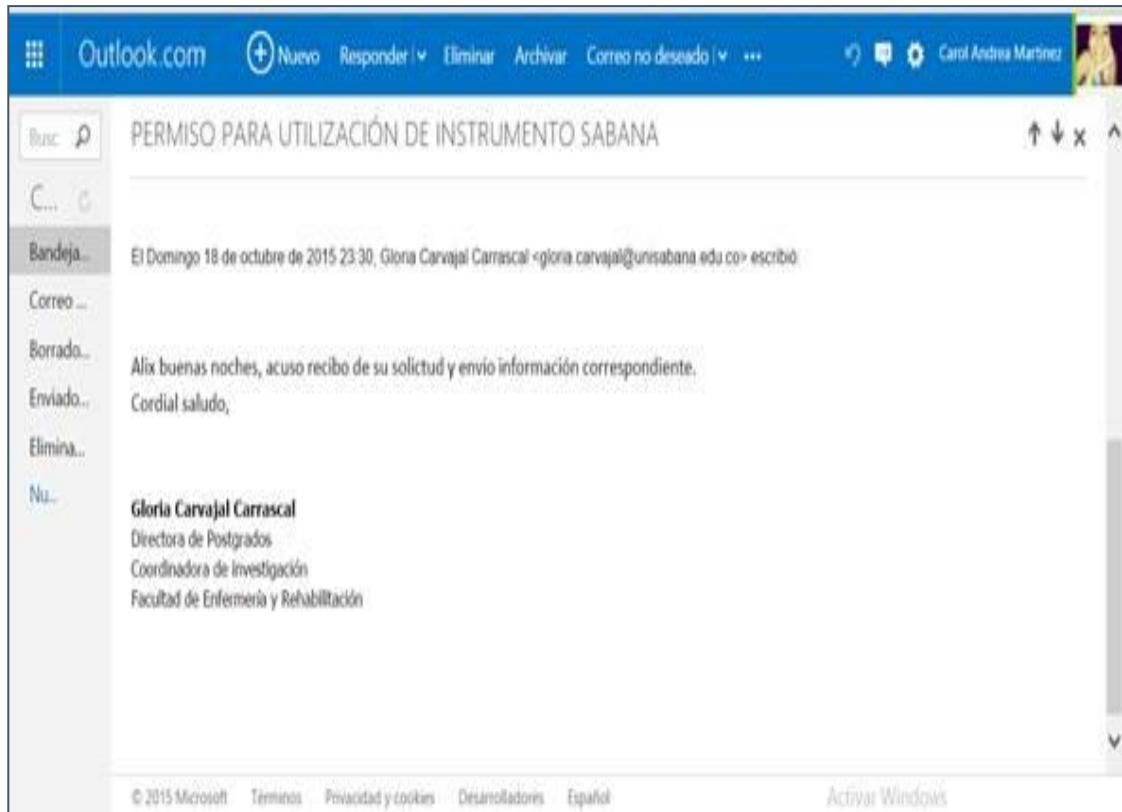 Outlook.com Nuevo Responder Eliminar Archivar Correo no deseado ... Carol Andrea Martinez
Busc
PERMISO PARA UTILIZACIÓN DE INSTRUMENTO SABANA
C...
Bandeja...
El Domingo 18 de octubre de 2015 23:30, Gloria Carvajal Carrascal <gloria.carvajal@unisabana.edu.co> escribió:
Correo ...
Borrado...
Alix buenas noches, acuso recibo de su solictud y envío información correspondiente.
Enviado...
Cordial saludo,
Elimina...
Nu...
Gloria Carvajal Carrascal
Directora de Postgrados
Coordinadora de Investigación
Facultad de Enfermería y Rehabilitación
© 2015 Microsoft Términos Privacidad y cookies Desarrolladores Español
Activar Windows